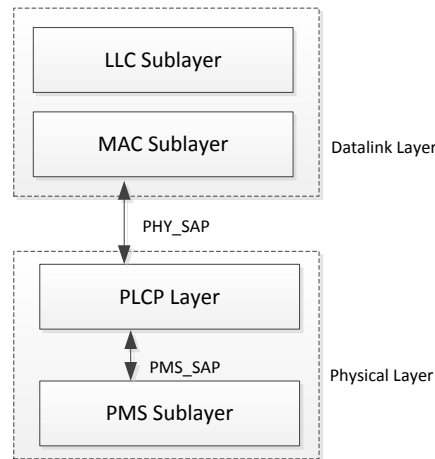 LLC Sublayer
MAC Sublayer
Datalink Layer
PHY_SAP
PLCP Layer
PMS_SAP
Physical Layer
PMS Sublayer